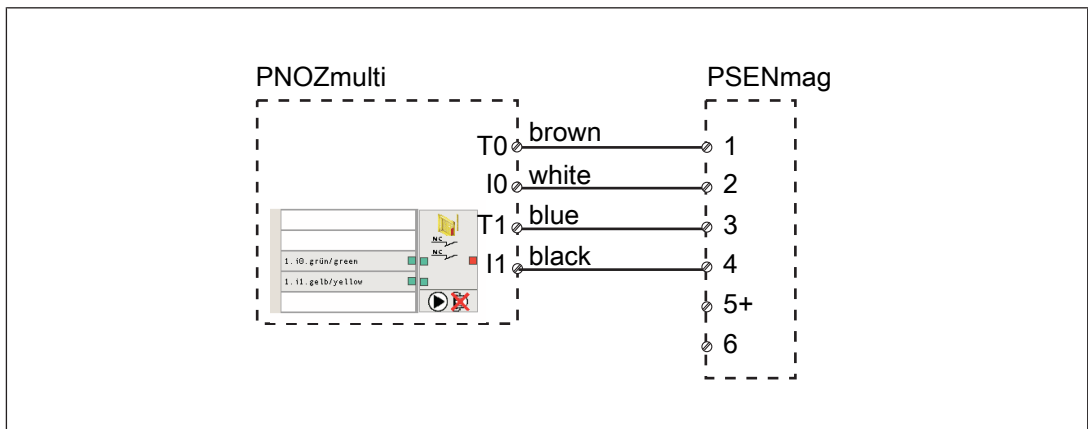 PNOZmulti
PSENmag
T0 brown 1
I0 white 2
T1 blue 3
NC
NC
1.i0.grün/green
I1 black 4
1.i1.gelb/yellow
5+
6